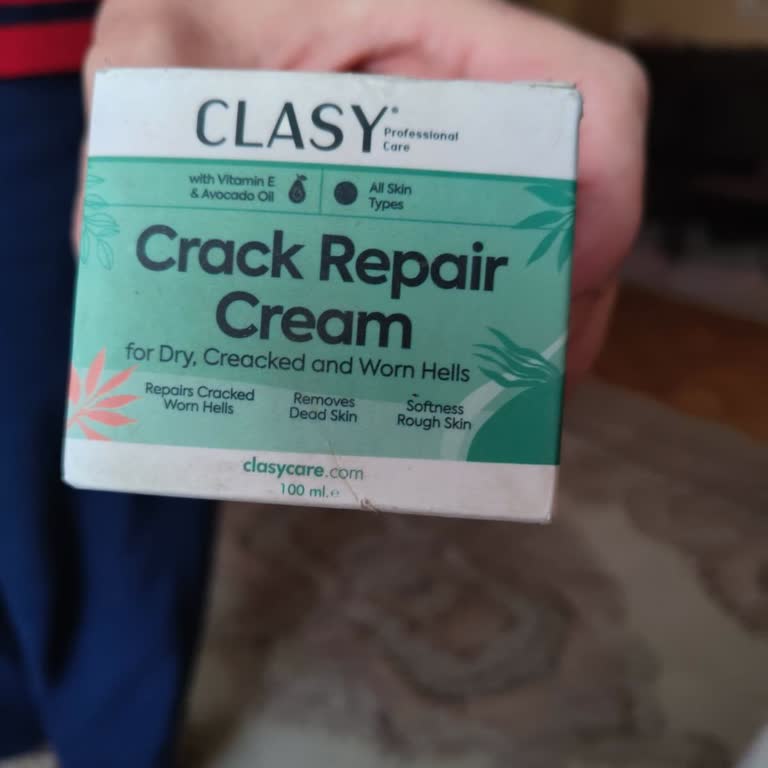 CLASY®
Professional
Care
with Vitamin E
& Avocado Oil
All Skin
Types
Crack Repair
Cream
for Dry, Creacked and Worn Hells
Repairs Cracked
Worn Hells
Removes
Dead Skin
Softness
Rough Skin
clasycare.com
100 ml.℮